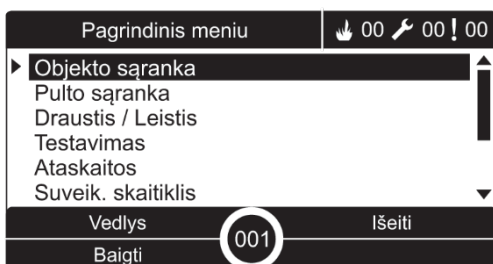 Pagrindinis meniu 00 00 ! 00
Objekto sąranka
Pulto sąranka
Draustis / Leistis
Testavimas
Ataskaitos
Suveik. skaitiklis
Vedlys Išeiti
001
Baigti